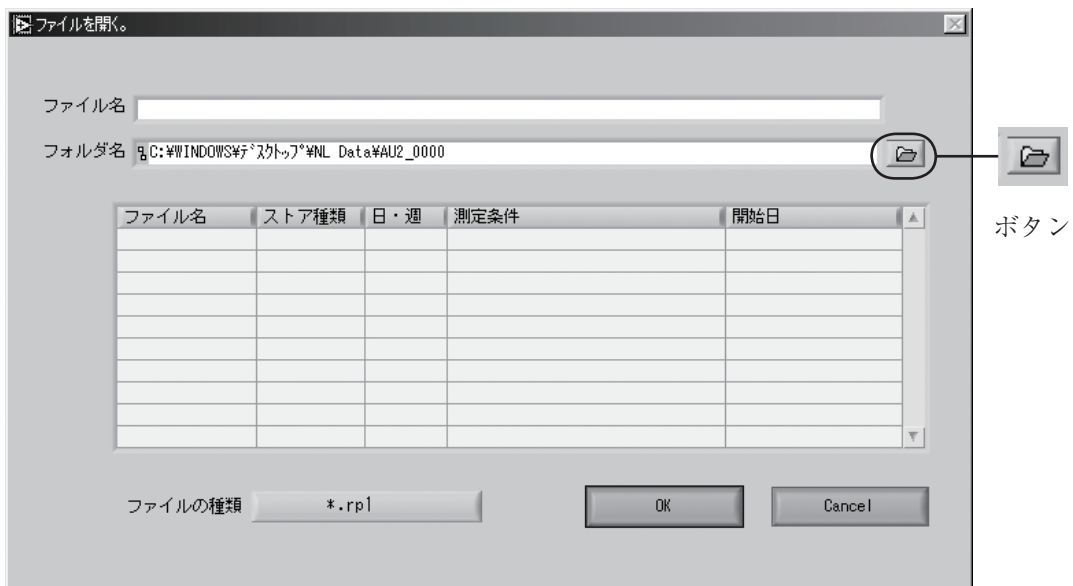 ファイルを開く。
ファイル名
フォルダ名 C:¥WINDOWS¥デスクトップ¥NL Data¥AU2_0000
ボタン
ファイル名 ストア種類 日・週 測定条件 開始日
ファイルの種類 *.rpl OK Cancel